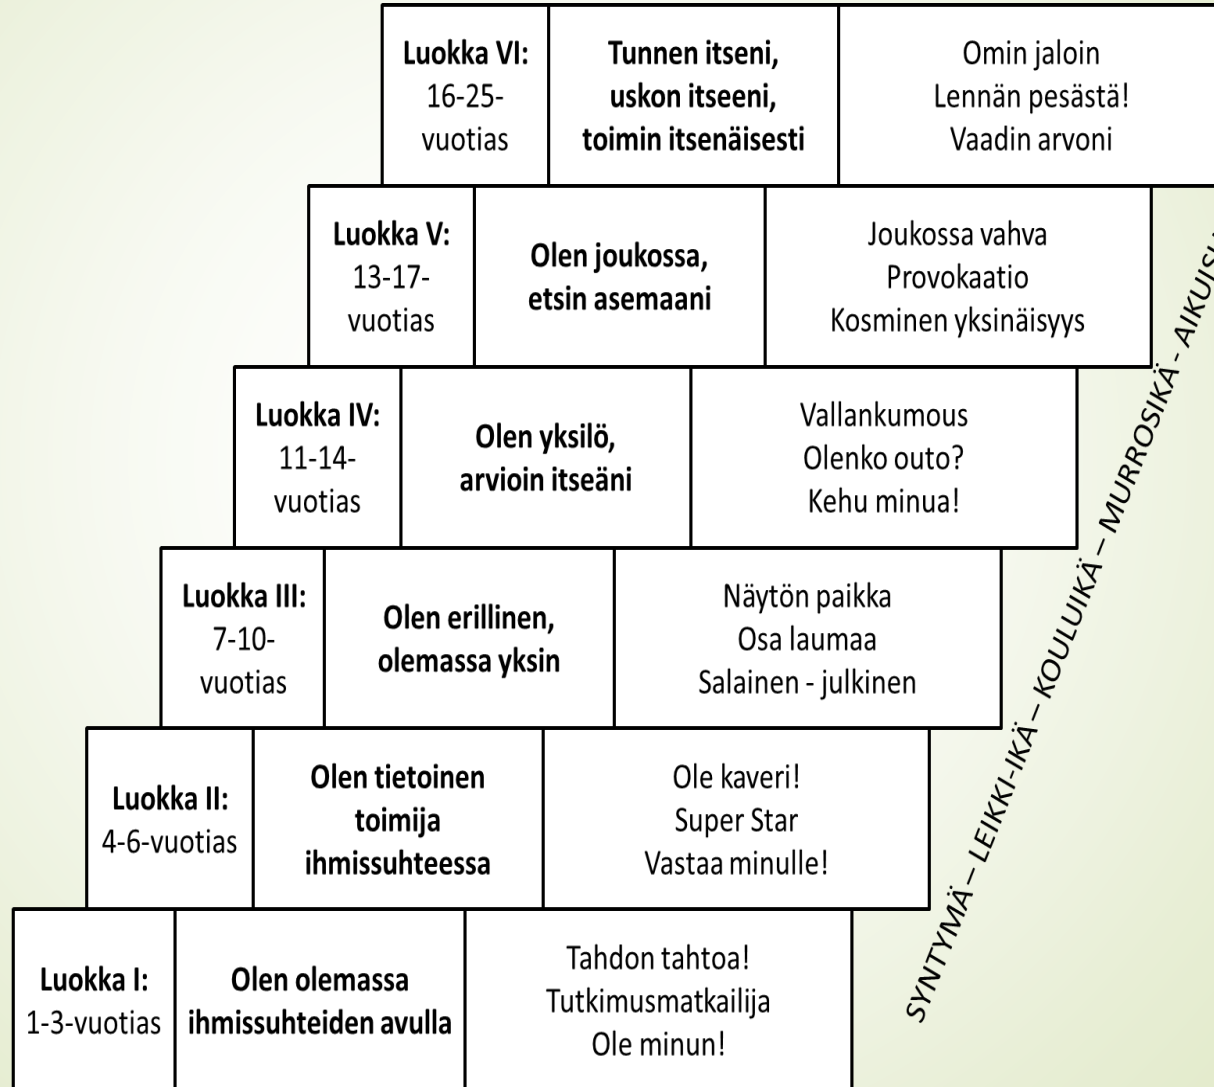 Luokka VI:
16-25-
vuotias
Tunnen itseni,
uskon itseeni,
toimin itsenäisesti
Omin jaloin
Lennän pesästä!
Vaadin arvoni
Luokka V:
13-17-
vuotias
Olen joukossa,
etsin asemaani
Joukossa vahva
Provokaatio
Kosminen yksinäisyys
Luokka IV:
11-14-
vuotias
Olen yksilö,
arvioin itseäni
Vallankumous
Olenko outo?
Kehu minua!
Luokka III:
7-10-
vuotias
Olen erillinen,
olemassa yksin
Näytön paikka
Osa laumaa
Salainen - julkinen
Luokka II:
4-6-vuotias
Olen tietoinen
toimija
ihmissuhteessa
Ole kaveri!
Super Star
Vastaa minulle!
Luokka I:
1-3-vuotias
Olen olemassa
ihmissuhteiden avulla
Tahdon tahtoa!
Tutkimusmatkailija
Ole minun!
SYNTYMÄ – LEIKKI-IKÄ – KOULUIKÄ – MURROSIKÄ -